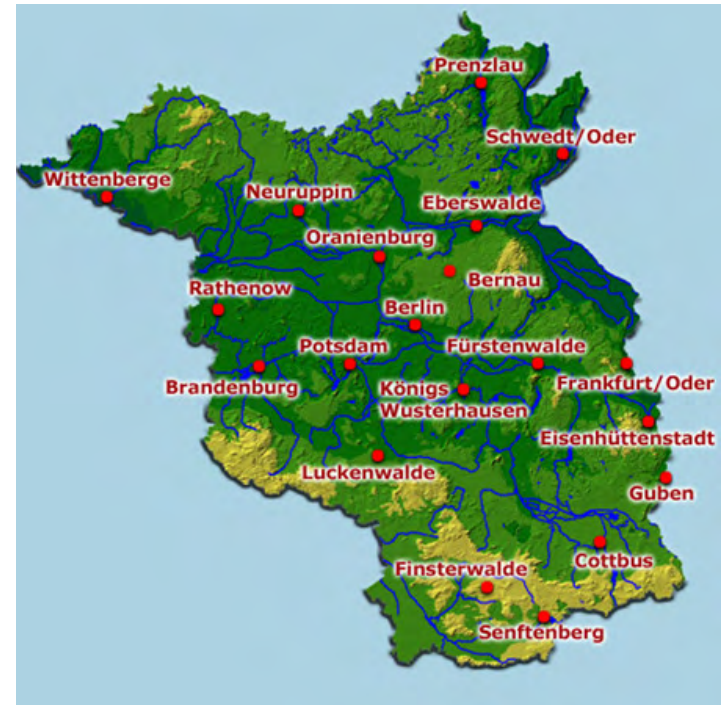 Prenzlau
Schwedt/Oder
Wittenberge
Neuruppin
Eberswalde
Oranienburg
Bernau
Rathenow
Berlin
Potsdam
Fürstenwalde
Brandenburg
Königs
Wusterhausen
Frankfurt/Oder
Eisenhüttenstadt
Luckenwalde
Guben
Cottbus
Finsterwalde
Senftenberg